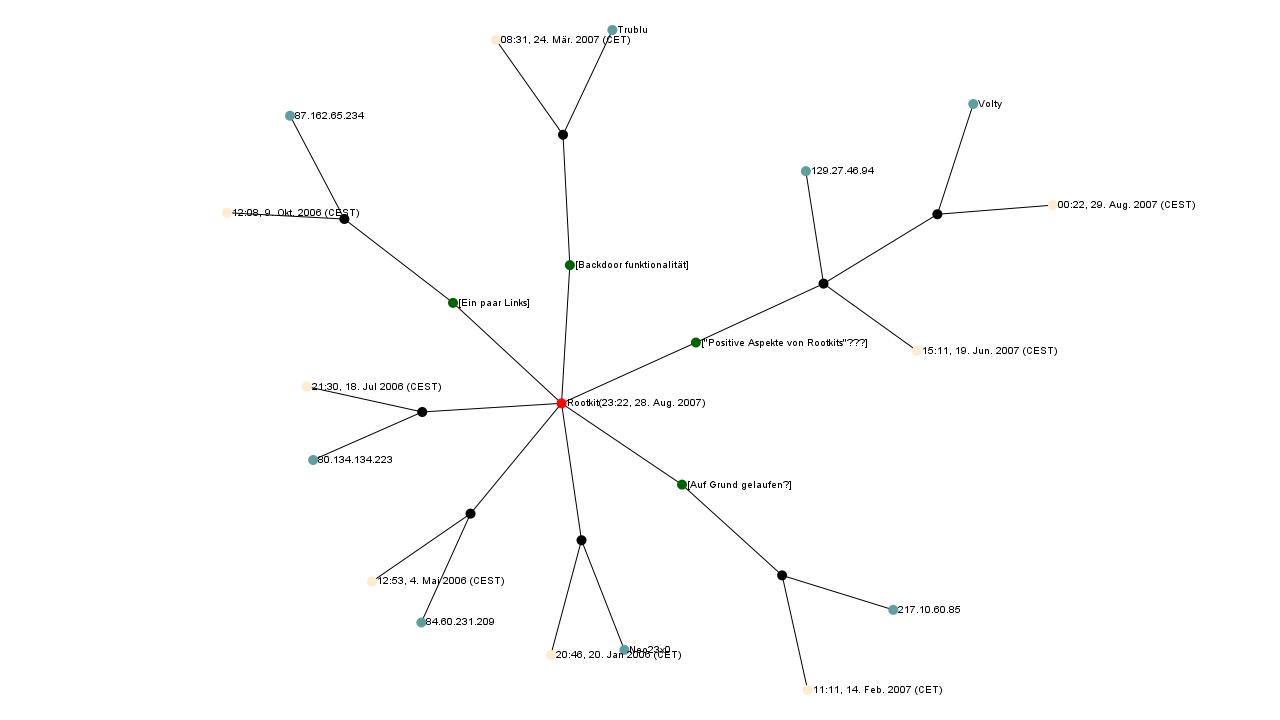 Trublu
08:31, 24. Mär. 2007 (CET)
Volty
87.162.65.234
129.27.46.94
00:22, 29. Aug. 2007 (CEST)
12:08, 9. Okt. 2006 (CEST)
[Backdoor funktionalität]
[Ein paar Links]
["Positive Aspekte von Rootkits"???]
15:11, 19. Jun. 2007 (CEST)
21:30, 18. Jul 2006 (CEST)
Rootkit(23:22, 28. Aug. 2007)
80.134.134.223
[Auf Grund gelaufen?]
12:53, 4. Mai 2006 (CEST)
217.10.60.85
84.60.231.209
Neo23x0
20:46, 20. Jan 2006 (CET)
11:11, 14. Feb. 2007 (CET)